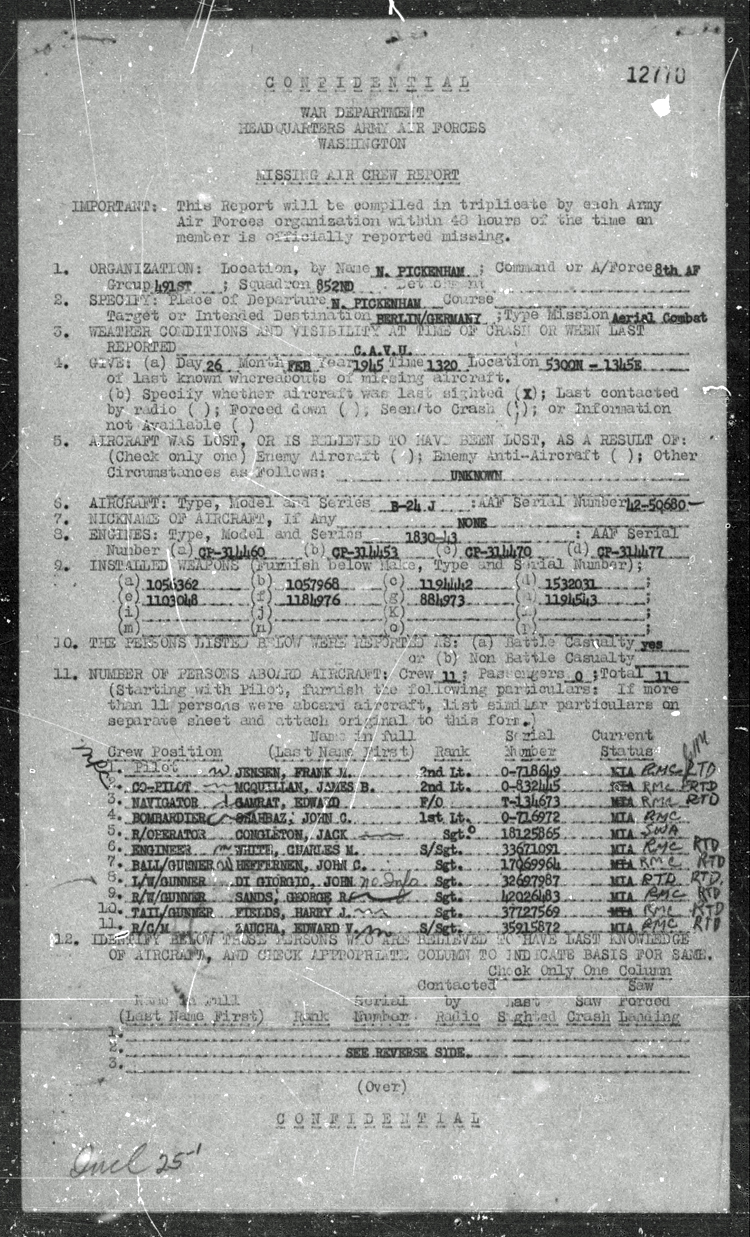 12770
CONFIDENTIAL
WAR DEPARTMENT
HEADQUARTERS ARMY AIR FORCES
WASHINGTON
MISSING AIR CREW REPORT
IMPORTANT: This Report will be compiled in triplicate by each Army
Air Forces organization within 48 hours of the time an
member is officially reported missing.
1. ORGANIZATION: Location, by Name N. PICKENHAM ; Command or A/Force 8th AF
Group 491ST ; Squadron 852ND
2. SPECIFY: Place of Departure N. PICKENHAM Course
Target or Intended Destination BERLIN/GERMANY ; Type Mission Aerial Combat
3. WEATHER CONDITIONS AND VISIBILITY AT TIME OF CRASH OR WHEN LAST
REPORTED C.A.V.U.
4. GIVE: (a) Day 26 Month FEB Year 1945 Time 1320 Location 5300N - 1345E
of last known whereabouts of missing aircraft.
(b) Specify whether aircraft was last sighted (X); Last contacted
by radio ( ); Forced down ( ); Seen to Crash ( ); or Information
not Available ( )
5. AIRCRAFT WAS LOST, OR IS BELIEVED TO HAVE BEEN LOST, AS A RESULT OF:
(Check only one) Enemy Aircraft ( ); Enemy Anti-Aircraft ( ); Other
Circumstances as Follows: UNKNOWN
6. AIRCRAFT: Type, Model and Series B-24 J : AAF Serial Number 42-50680
7. NICKNAME OF AIRCRAFT, If Any NONE
8. ENGINES: Type, Model and Series 1830-43 : AAF Serial
Number (a) CP-314460 (b) CP-314453 (c) CP-314470 (d) CP-314477
9. INSTALLED WEAPONS (Furnish below Make, Type and Serial Number);
(a) 1056362 (b) 1057968 (c) 1194442 (d) 1532031 ;
(e) 1103048 (f) 1184976 (g) 884973 (h) 1194543 ;
(i) (j) (k) (l) ;
(m) (n) (o) (p) ;
10. THE PERSONS LISTED BELOW WERE REPORTED AS: (a) Battle Casualty yes
or (b) Non Battle Casualty
11. NUMBER OF PERSONS ABOARD AIRCRAFT: Crew 11 ; Passengers 0 ; Total 11
(Starting with Pilot, furnish the following particulars: If more
than 11 persons were aboard aircraft, list similar particulars on
separate sheet and attach original to this form.)
Name in full Serial Current
Crew Position (Last Name First) Rank Number Status
1. Pilot JENSEN, FRANK M. 2nd Lt. O-718649 MIA RMC RTD
2. CO-PILOT MCQUILLAN, JAMES B. 2nd Lt. O-832445 MIA RMC RTD
3. NAVIGATOR GAMRAT, EDWARD F/O T-134673 MIA RMC RTD
4. BOMBARDIER JOHN C. 1st Lt. O-716972 MIA RMC
5. R/OPERATOR CONGLETON, JACK Sgt. 18125865 MIA
6. ENGINEER WHITE, CHARLES M. S/Sgt. 33671091 MIA RMC RTD
7. BALL/GUNNER HEFFERNEN, JOHN C. Sgt. 17069964 MIA RMC RTD
8. L/W/GUNNER DI GIORGIO, JOHN no Info Sgt. 32697987 MIA RTD RTD
9. R/W/GUNNER SANDS, GEORGE R. Sgt. 42026483 MIA RMC RTD
10. TAIL/GUNNER FIELDS, HARRY J. Sgt. 37727569 MIA RMC RTD
11. R/C/M ZAUCHA, EDWARD V. S/Sgt. 35915872 MIA RMC RTD
12. IDENTIFY BELOW THOSE PERSONS WHO ARE BELIEVED TO HAVE LAST KNOWLEDGE
OF AIRCRAFT, AND CHECK APPROPRIATE COLUMN TO INDICATE BASIS FOR SAME.
Check Only One Column
Contacted Saw
Name in Full Serial by Last Saw Forced
(Last Name First) Rank Number Radio Sighted Crash Landing
1.
2. SEE REVERSE SIDE.
3.
(Over)
CONFIDENTIAL
25-1